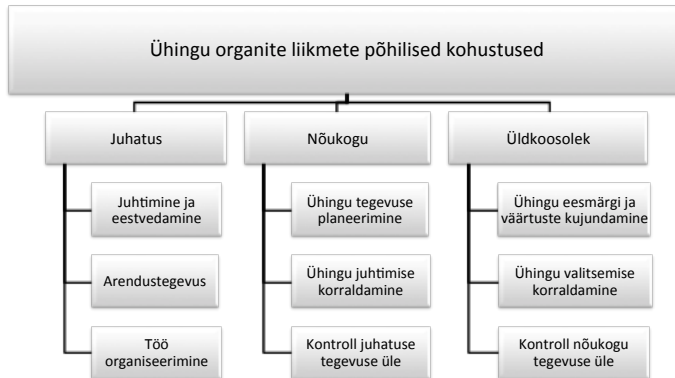 Ühingu organite liikmete põhilised kohustused
Juhatus
Juhtimine ja
eestvedamine
Arendustegevus
Töö
organiseerimine
Nõukogu
Ühingu tegevuse
planeerimine
Ühingu juhtimise
korraldamine
Kontroll juhatuse
tegevuse üle
Üldkoosolek
Ühingu eesmärgi ja
väärtuste kujundamine
Ühingu valitsemise
korraldamine
Kontroll nõukogu
tegevuse üle